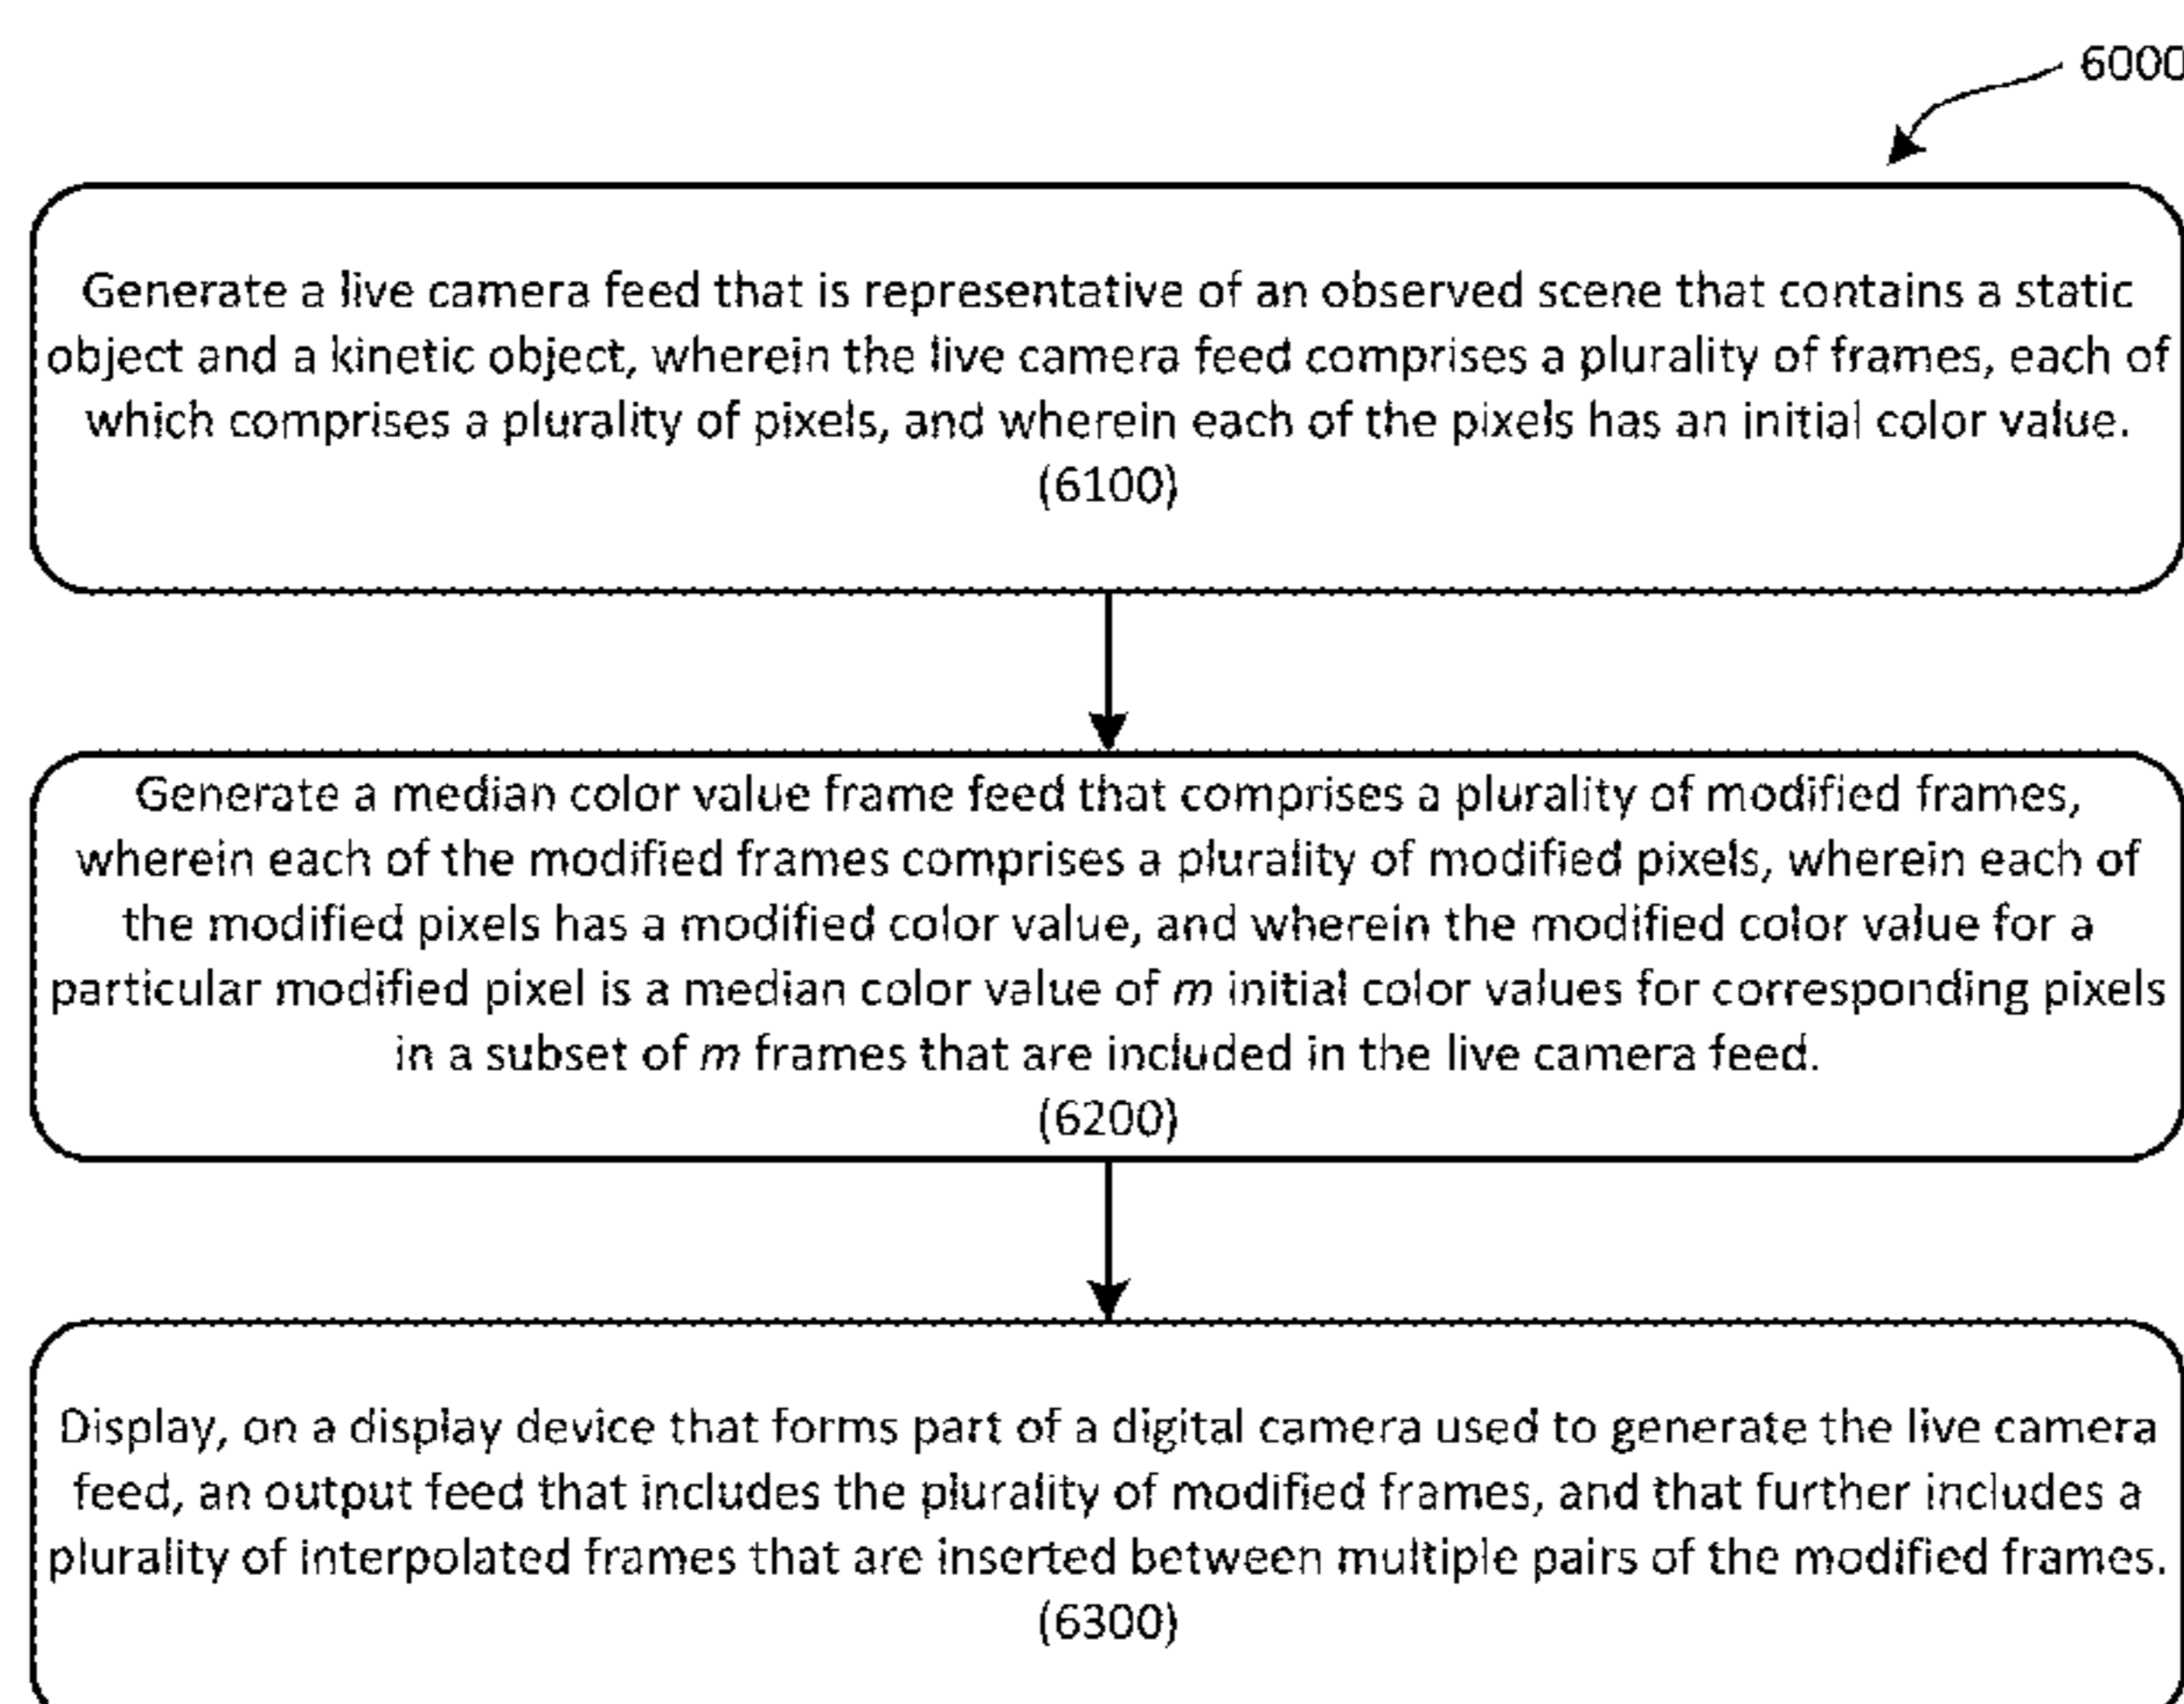 6000
Generate a live camera feed that is representative of an observed scene that contains a static
object and a kinetic object, wherein the live camera feed comprises a plurality of frames, each of
which comprises a plurality of pixels, and wherein each of the pixels has an initial color value.
(6100)
Generate a median color value frame feed that comprises a plurality of modified frames,
wherein each of the modified frames comprises a plurality of modified pixels, wherein each of
the modified pixels has a modified color value, and wherein the modified color value for a
particular modified pixel is a median color value of m initial color values for corresponding pixels
in a subset of m frames that are included in the live camera feed.
(6200)
Display, on a display device that forms part of a digital camera used to generate the live camera
feed, an output feed that includes the plurality of modified frames, and that further includes a
plurality of interpolated frames that are inserted between multiple pairs of the modified frames.
(6300)